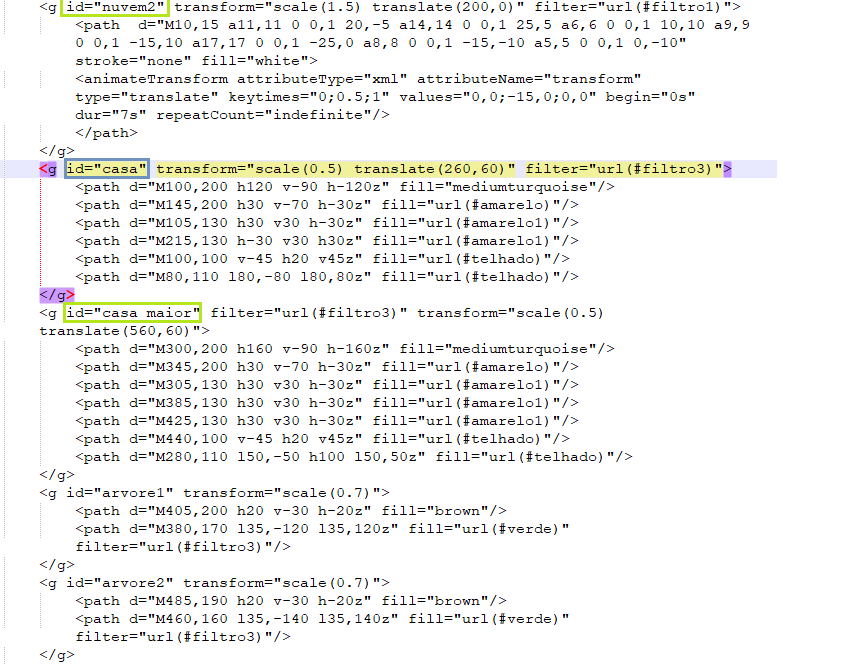 <g id="nuvem2" transform="scale(1.5) translate(200,0)" filter="url(#filtro1)">
<path  d="M10,15 a11,11 0 0,1 20,-5 a14,14 0 0,1 25,5 a6,6 0 0,1 10,10 a9,9
0 0,1 -15,10 a17,17 0 0,1 -25,0 a8,8 0 0,1 -15,-10 a5,5 0 0,1 0,-10"
stroke="none" fill="white">
<animateTransform attributeType="xml" attributeName="transform"
type="translate" keytimes="0;0.5;1" values="0,0;-15,0;0,0" begin="0s"
dur="7s" repeatCount="indefinite"/>
</path>
</g>
<g id="casa" transform="scale(0.5) translate(260,60)" filter="url(#filtro3)">
<path d="M100,200 h120 v-90 h-120z" fill="mediumturquoise"/>
<path d="M145,200 h30 v-70 h-30z" fill="url(#amarelo)"/>
<path d="M105,130 h30 v30 h-30z" fill="url(#amarelo1)"/>
<path d="M215,130 h-30 v30 h30z" fill="url(#amarelo1)"/>
<path d="M100,100 v-45 h20 v45z" fill="url(#telhado)"/>
<path d="M80,110 l80,-80 l80,80z" fill="url(#telhado)"/>
</g>
<g id="casa maior" filter="url(#filtro3)" transform="scale(0.5)
translate(560,60)">
<path d="M300,200 h160 v-90 h-160z" fill="mediumturquoise"/>
<path d="M345,200 h30 v-70 h-30z" fill="url(#amarelo)"/>
<path d="M305,130 h30 v30 h-30z" fill="url(#amarelo1)"/>
<path d="M385,130 h30 v30 h-30z" fill="url(#amarelo1)"/>
<path d="M425,130 h30 v30 h-30z" fill="url(#amarelo1)"/>
<path d="M440,100 v-45 h20 v45z" fill="url(#telhado)"/>
<path d="M280,110 l50,-50 h100 l50,50z" fill="url(#telhado)"/>
</g>
<g id="arvore1" transform="scale(0.7)">
<path d="M405,200 h20 v-30 h-20z" fill="brown"/>
<path d="M380,170 l35,-120 l35,120z" fill="url(#verde)"
filter="url(#filtro3)"/>
</g>
<g id="arvore2" transform="scale(0.7)">
<path d="M485,190 h20 v-30 h-20z" fill="brown"/>
<path d="M460,160 l35,-140 l35,140z" fill="url(#verde)"
filter="url(#filtro3)"/>
</g>